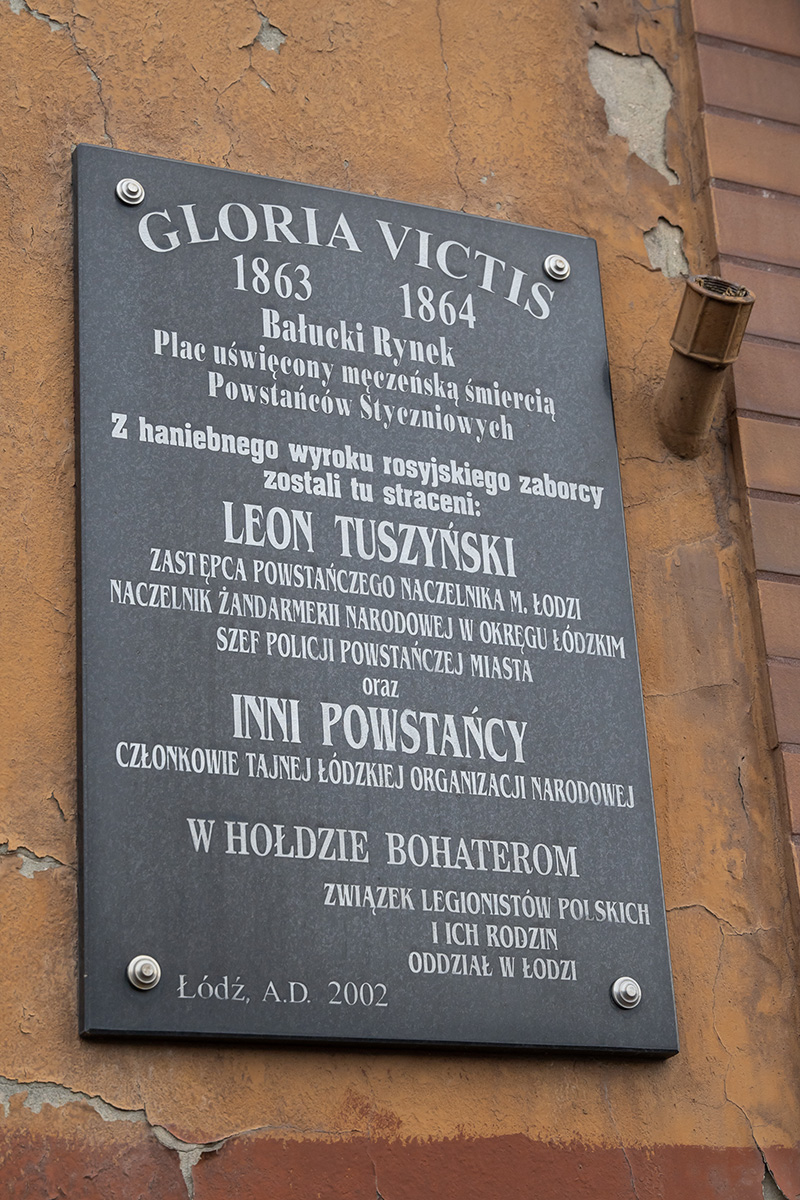 GLORIA VICTIS
1863 1864
Bałucki Rynek
Plac uświęcony męczeńską śmiercią
Powstańców Styczniowych
Z haniebnego wyroku rosyjskiego zaborcy
zostali tu straceni:
LEON TUSZYŃSKI
ZASTĘPCA POWSTAŃCZEGO NACZELNIKA M. ŁODZI
NACZELNIK ŻANDARMERII NARODOWEJ W OKRĘGU ŁÓDZKIM
SZEF POLICJI POWSTAŃCZEJ MIASTA
oraz
INNI POWSTAŃCY
CZŁONKOWIE TAJNEJ ŁÓDZKIEJ ORGANIZACJI NARODOWEJ
W HOŁDZIE BOHATEROM
ZWIĄZEK LEGIONISTÓW POLSKICH
I ICH RODZIN
ODDZIAŁ W ŁODZI
Łódź, A.D. 2002